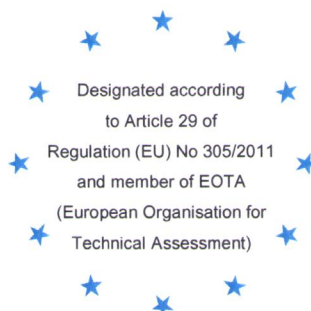 Designated according
to Article 29 of
Regulation (EU) No 305/2011
and member of EOTA
(European Organisation for
Technical Assessment)